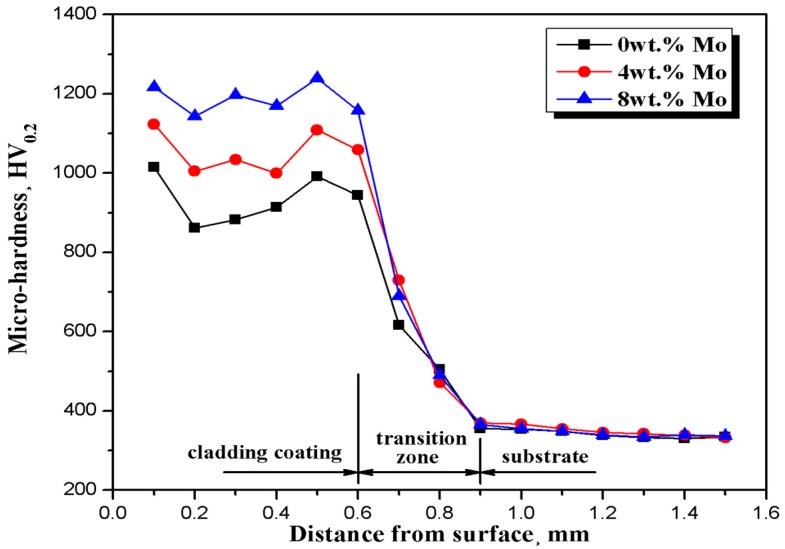 1400
1200
1000
800
600
400
200
Micro-hardness, HV0.2
0wt.% Mo
4wt.% Mo
8wt.% Mo
cladding coating
transition
zone
substrate
0.0 0.2 0.4 0.6 0.8 1.0 1.2 1.4 1.6
Distance from surface, mm